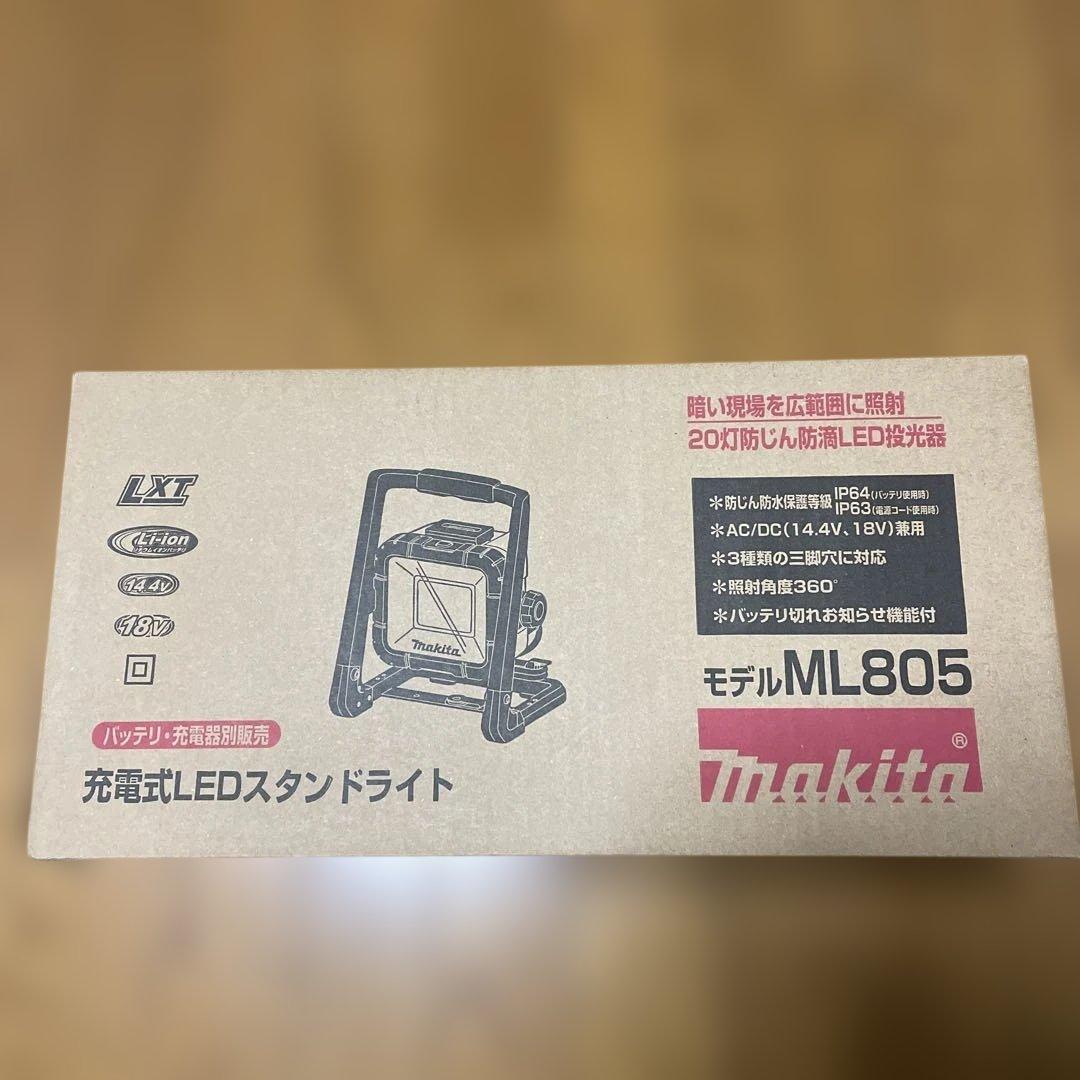 暗い現場を広範囲に照射
20灯防じん防滴LED投光器
LXT
Li-ion
リチウムイオンバッテリ
14.4V
18V
makita
＊防じん防水保護等級 IP64(バッテリ使用時)
IP63(電源コード使用時)
＊AC/DC(14.4V、18V)兼用
＊3種類の三脚穴に対応
＊照射角度360°
＊バッテリ切れお知らせ機能付
モデルML805
makita®
バッテリ・充電器別販売
充電式LEDスタンドライト